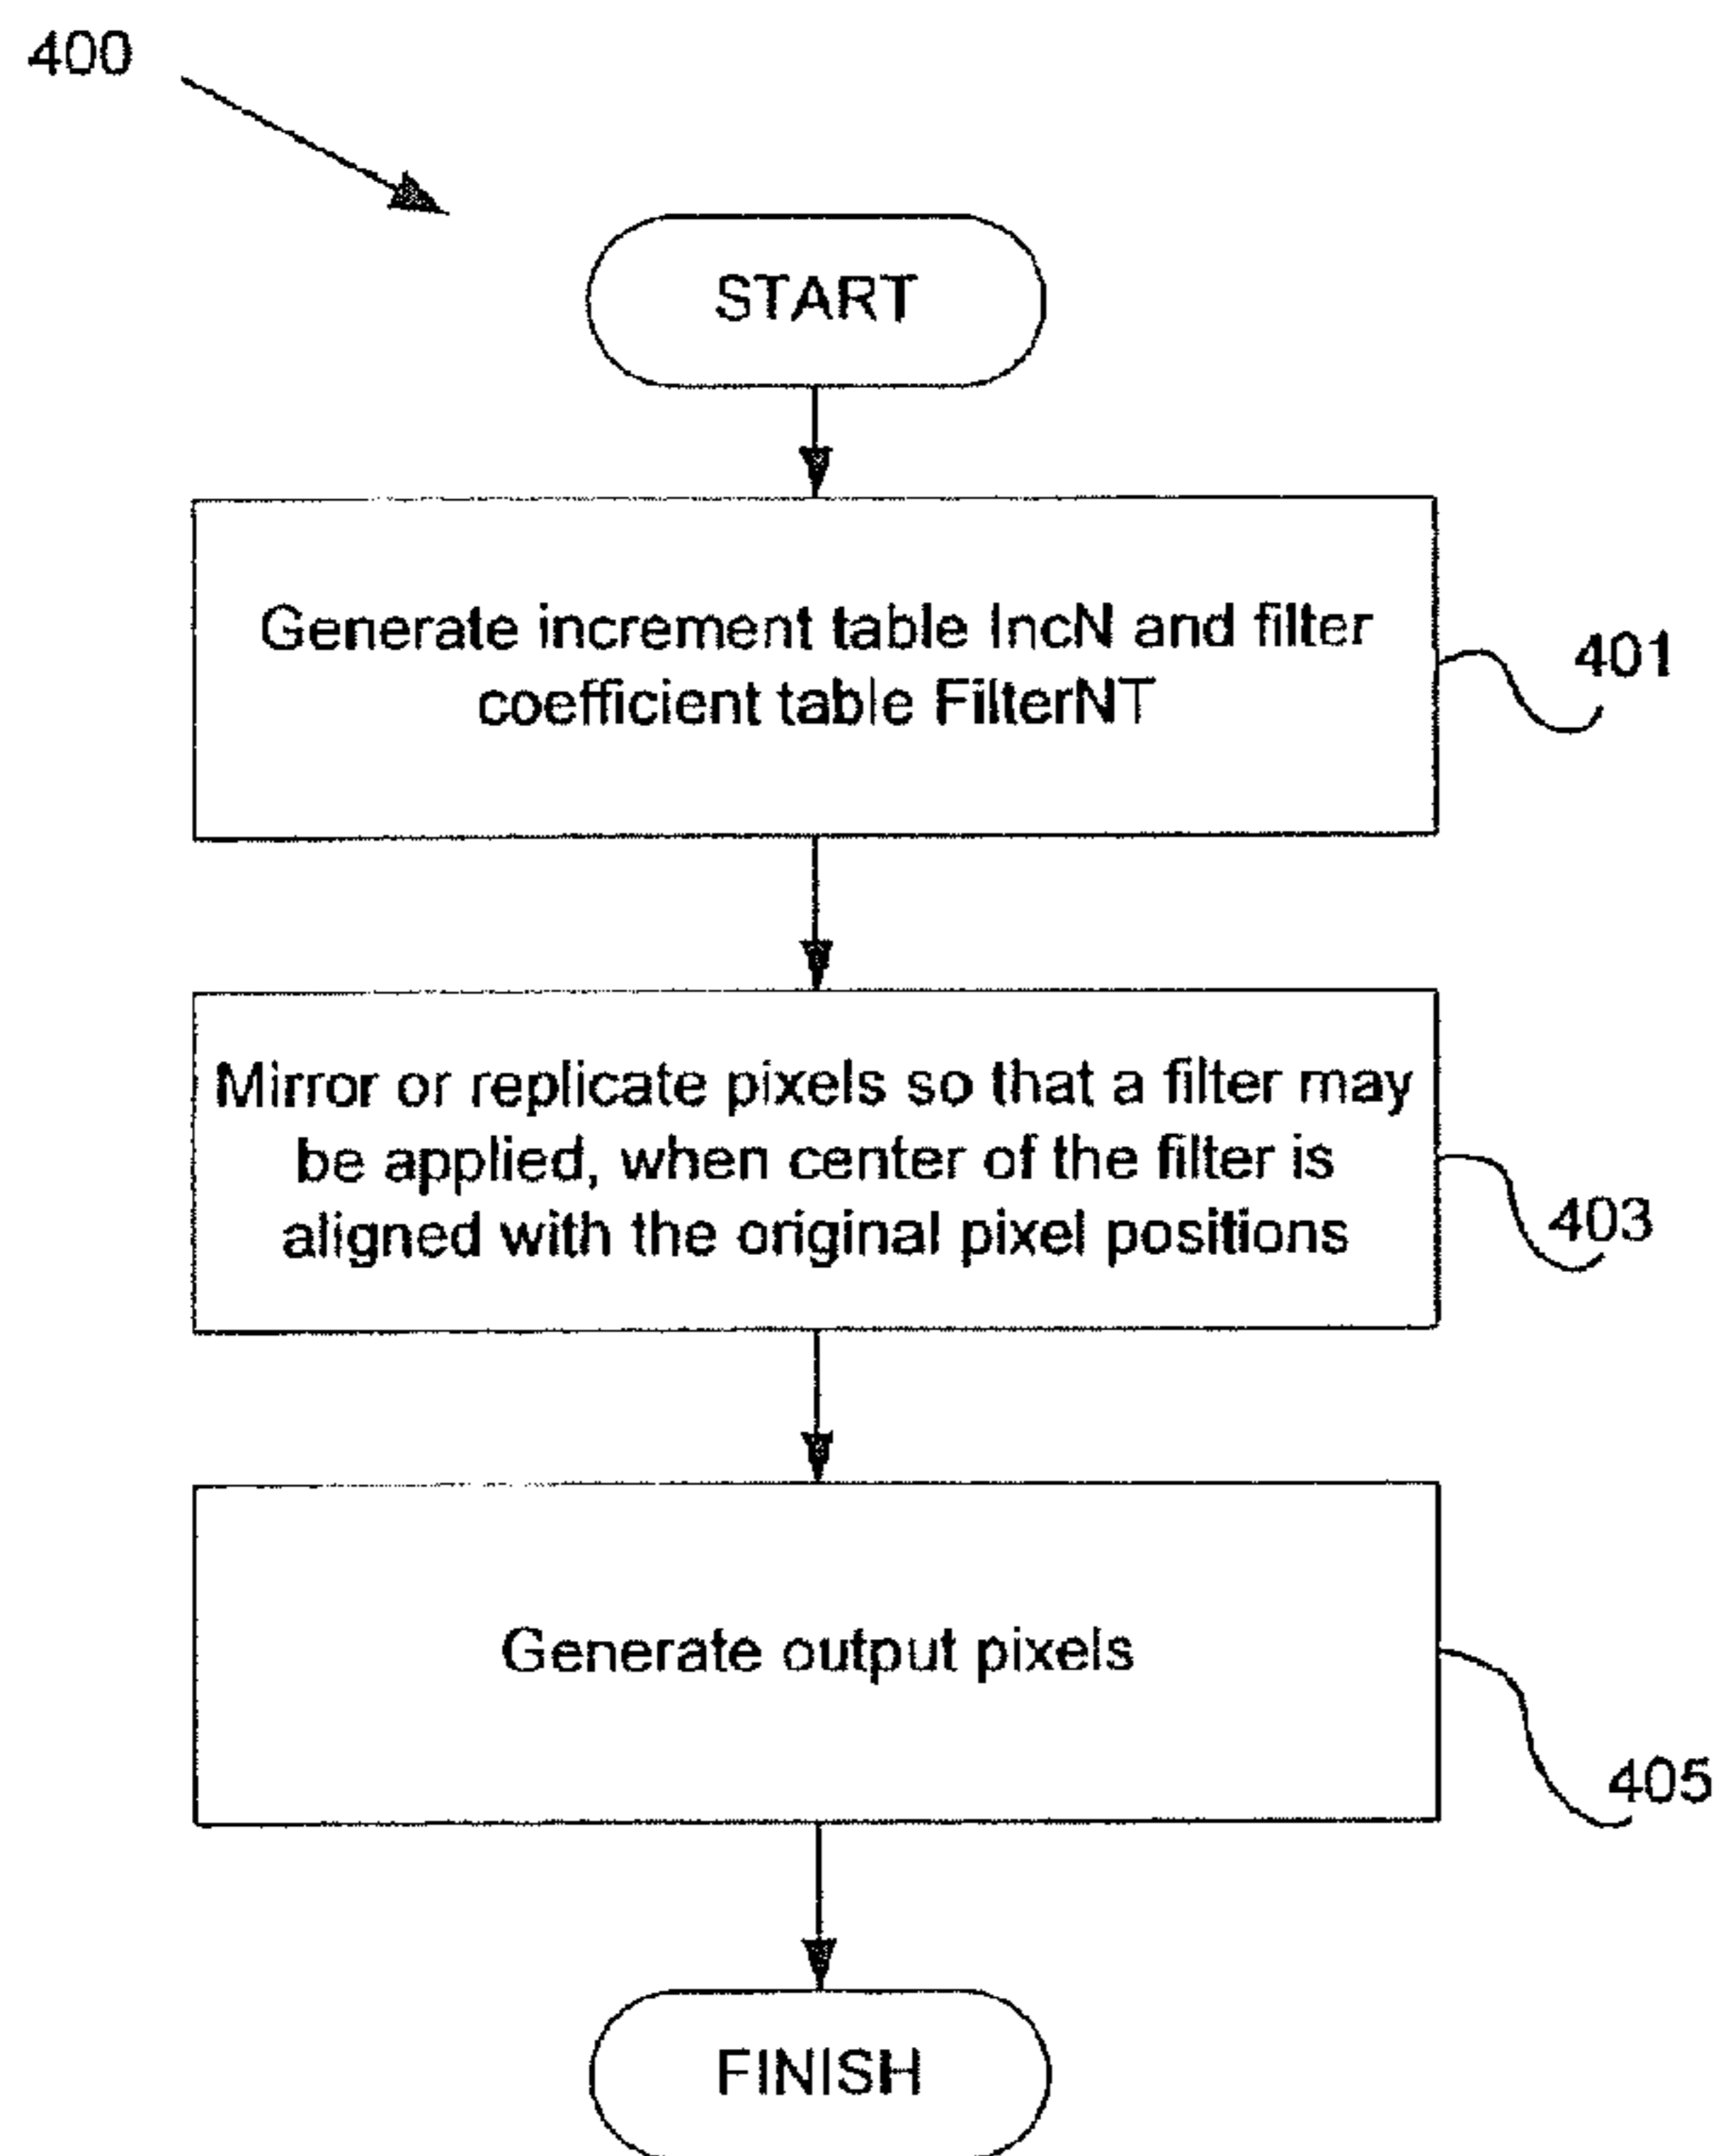 400
START
Generate increment table IncN and filter
coefficient table FilterNT
401
Mirror or replicate pixels so that a filter may
be applied, when center of the filter is
aligned with the original pixel positions
403
Generate output pixels
405
FINISH